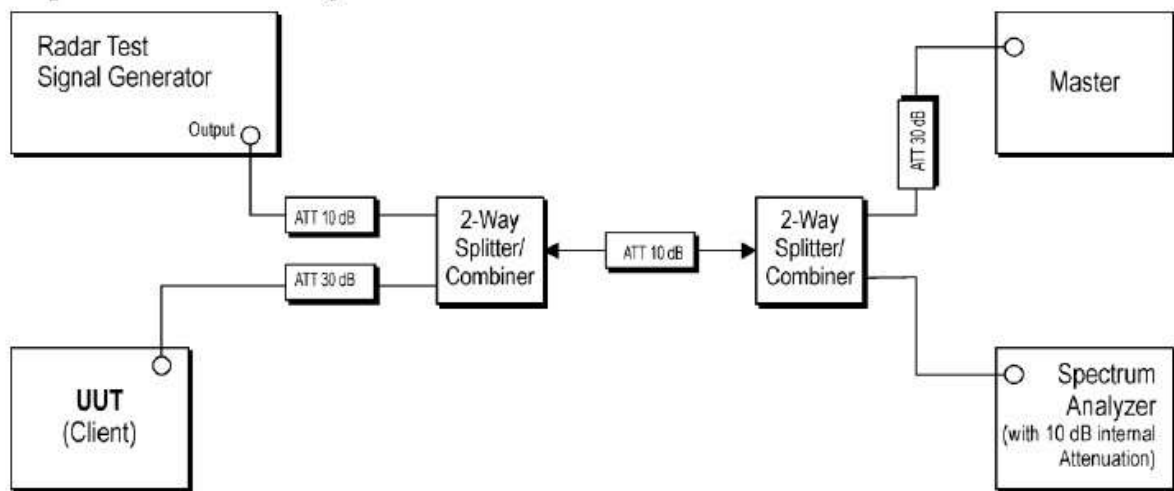 Radar Test
Signal Generator
Output
ATT 10 dB
ATT 30 dB
2-Way
Splitter/
Combiner
ATT 10 dB
2-Way
Splitter/
Combiner
ATT 30 dB
Master
UUT
(Client)
Spectrum
Analyzer
(with 10 dB internal
Attenuation)